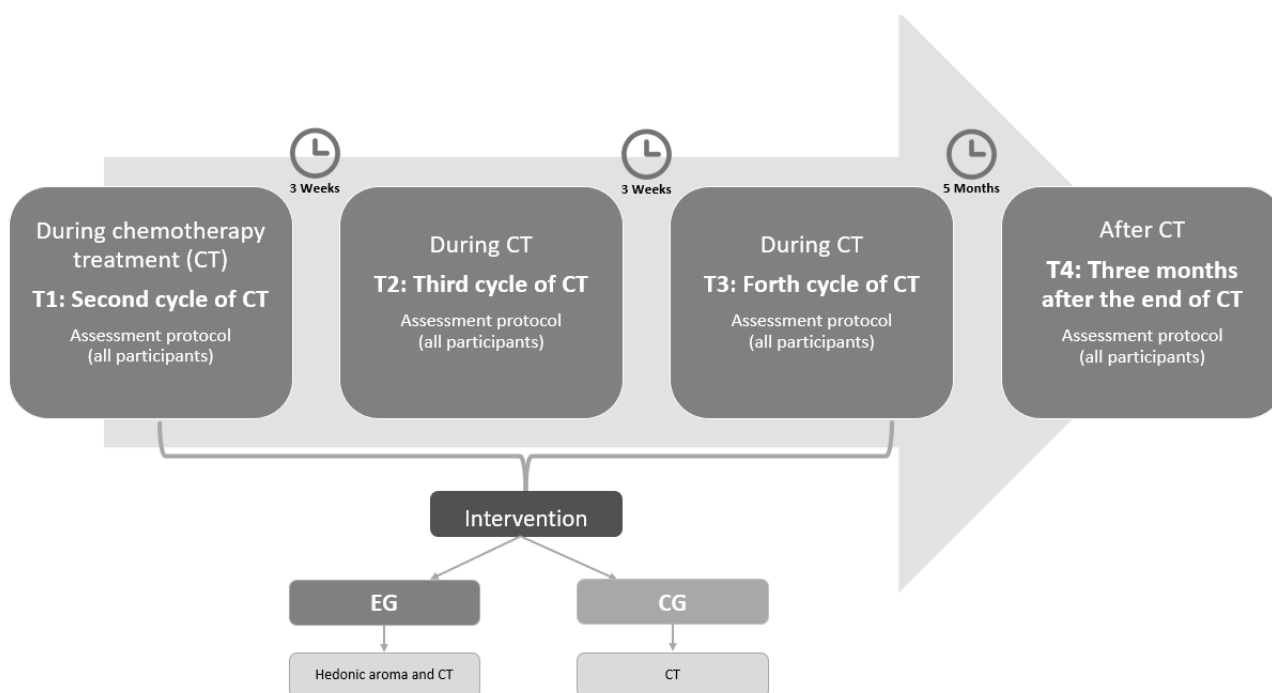 3 Weeks
3 Weeks
5 Months
During chemotherapy
treatment (CT)
T1: Second cycle of CT
Assessment protocol
(all participants)
During CT
T2: Third cycle of CT
Assessment protocol
(all participants)
During CT
T3: Forth cycle of CT
Assessment protocol
(all participants)
After CT
T4: Three months
after the end of CT
Assessment protocol
(all participants)
Intervention
EG
CG
Hedonic aroma and CT
CT